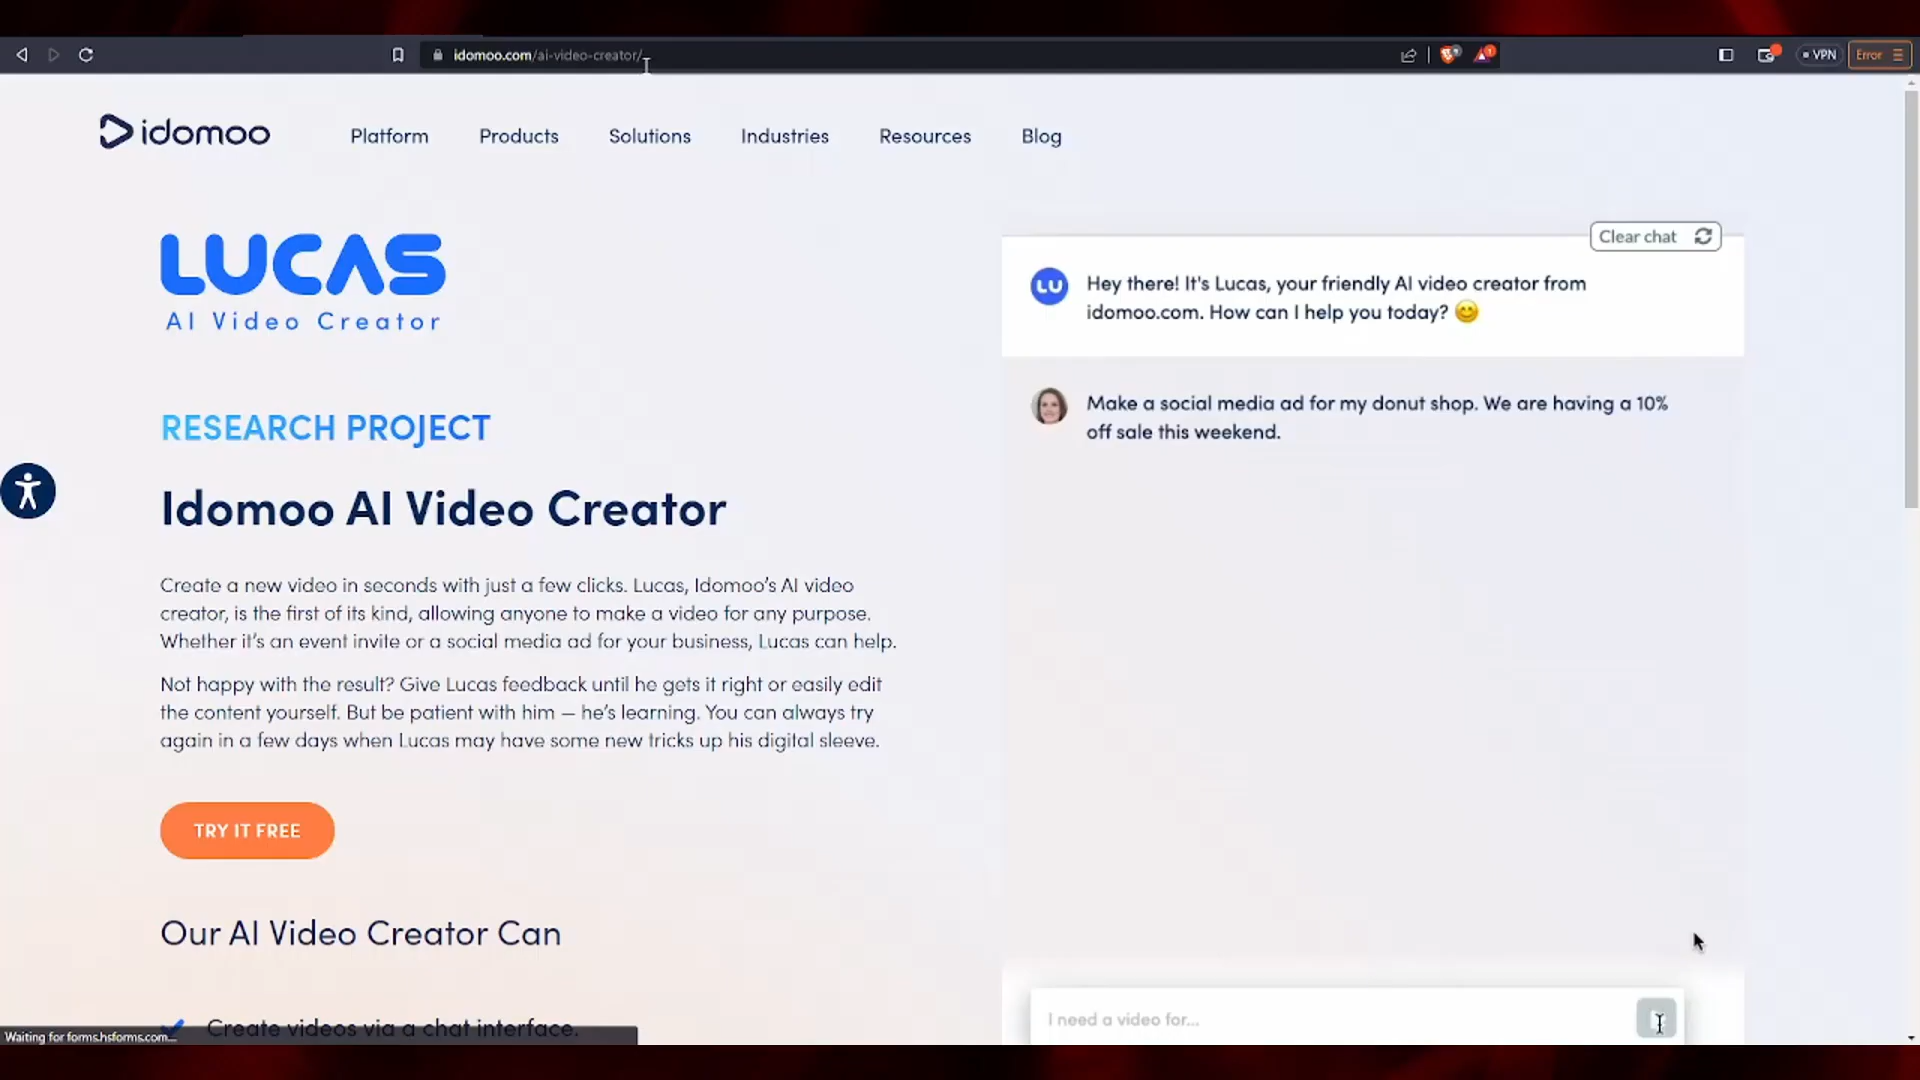 idomoo.com/ai-video-creator/
VPN
Error
idomoo
Platform
Products
Solutions
Industries
Resources
Blog
LUCAS
AI Video Creator
RESEARCH PROJECT
Idomoo AI Video Creator
Create a new video in seconds with just a few clicks. Lucas, Idomoo's AI video
creator, is the first of its kind, allowing anyone to make a video for any purpose.
Whether it's an event invite or a social media ad for your business, Lucas can help.
Not happy with the result? Give Lucas feedback until he gets it right or easily edit
the content yourself. But be patient with him — he's learning. You can always try
again in a few days when Lucas may have some new tricks up his digital sleeve.
TRY IT FREE
Our AI Video Creator Can
Create videos via a chat interface.
Waiting for forms.hsforms.com...
Clear chat
LU
Hey there! It's Lucas, your friendly AI video creator from
idomoo.com. How can I help you today? 😊
Make a social media ad for my donut shop. We are having a 10%
off sale this weekend.
I need a video for...